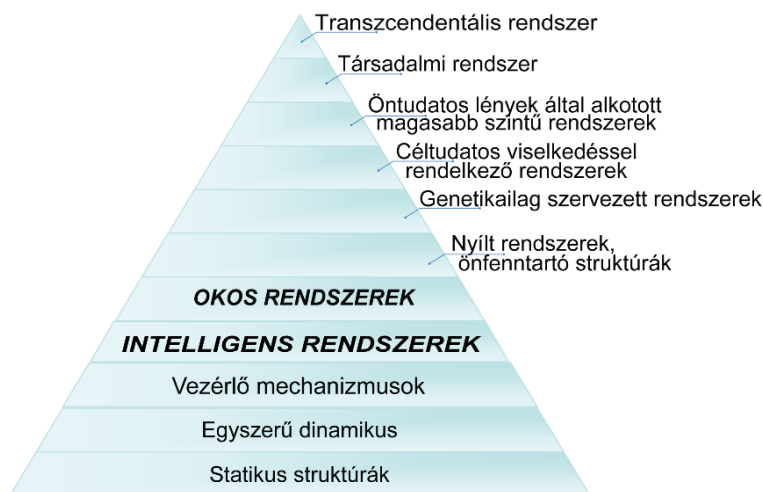 Transzcendentális rendszer
Társadalmi rendszer
Öntudatos lények által alkotott
magasabb szintű rendszerek
Céltudatos viselkedéssel
rendelkező rendszerek
Genetikailag szervezett rendszerek
Nyílt rendszerek,
önfenntartó struktúrák
OKOS RENDSZEREK
INTELLIGENS RENDSZEREK
Vezérlő mechanizmusok
Egyszerű dinamikus
Statikus struktúrák